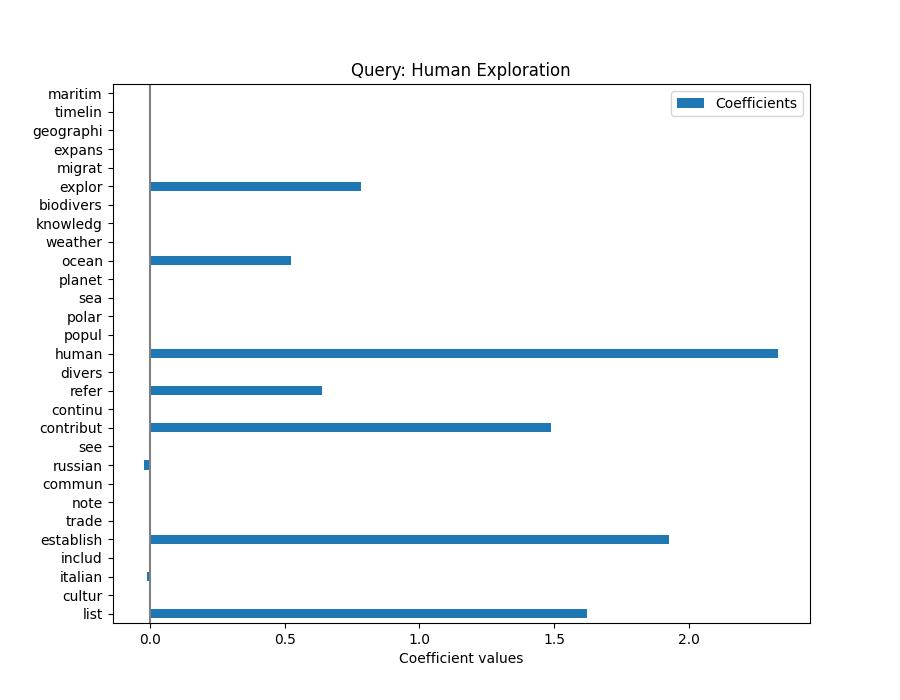 Query: Human Exploration
Coefficients
maritim
timelin
geographi
expans
migrat
explor
biodivers
knowledg
weather
ocean
planet
sea
polar
popul
human
divers
refer
continu
contribut
see
russian
commun
note
trade
establish
includ
italian
cultur
list
0.0 0.5 1.0 1.5 2.0
Coefficient values